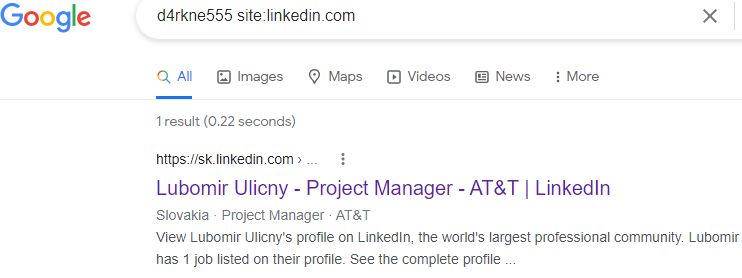 Google
d4rkne555 site:linkedin.com
All Images Maps Videos News More
1 result (0.22 seconds)
https://sk.linkedin.com › ...
Lubomir Ulicny - Project Manager - AT&T | LinkedIn
Slovakia · Project Manager · AT&T
View Lubomir Ulicny's profile on LinkedIn, the world's largest professional community. Lubomir
has 1 job listed on their profile. See the complete profile ...